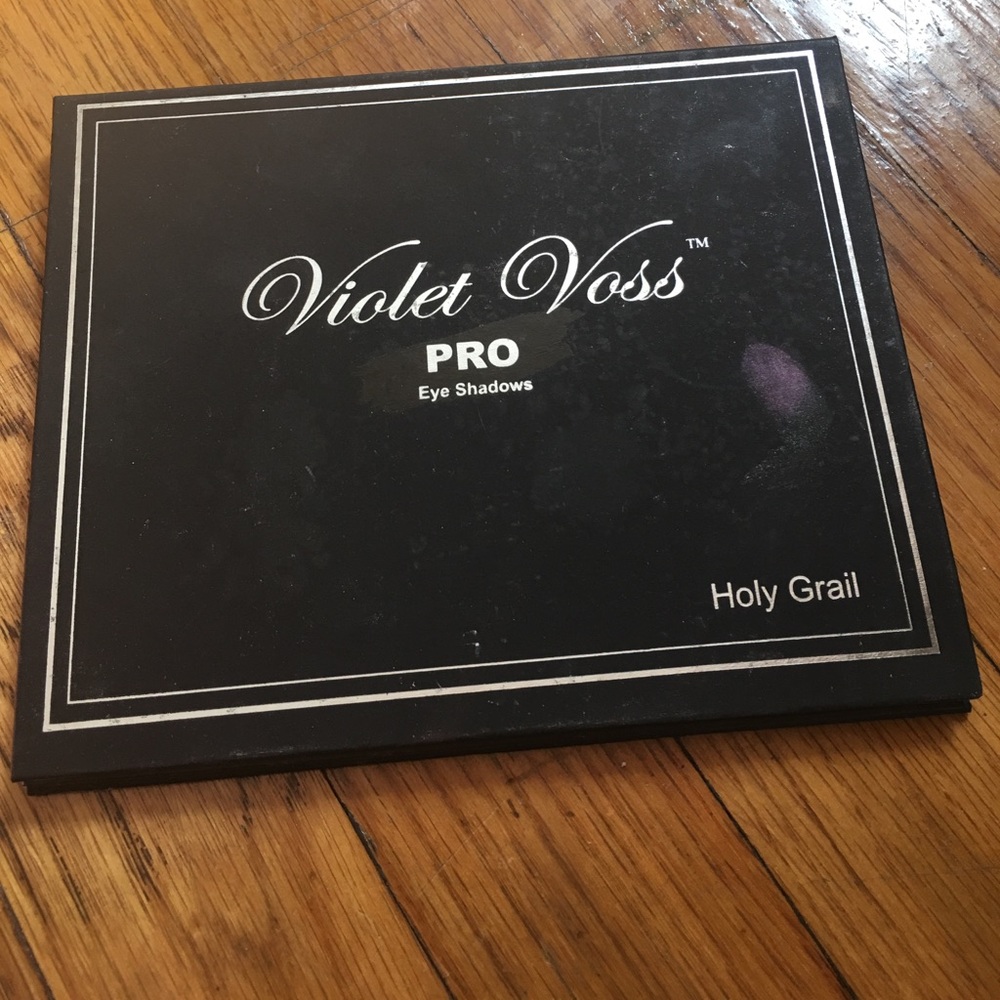 Violet Voss™
PRO
Eye Shadows
Holy Grail